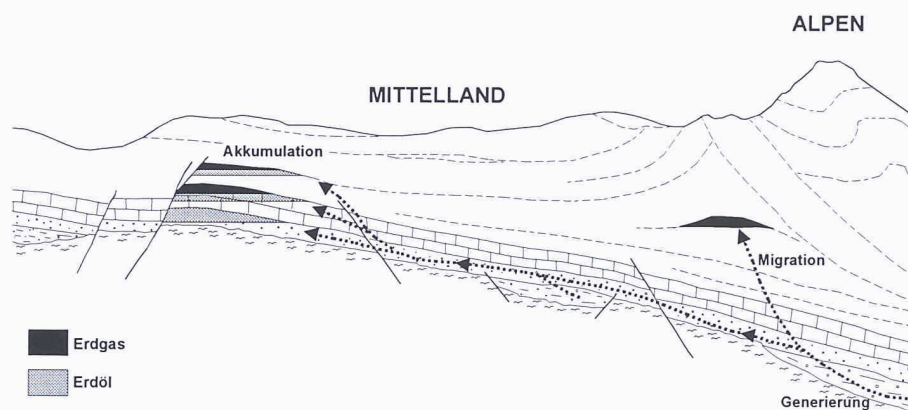 ALPEN
MITTELLAND
Akkumulation
Migration
Erdgas
Erdöl
Generierung